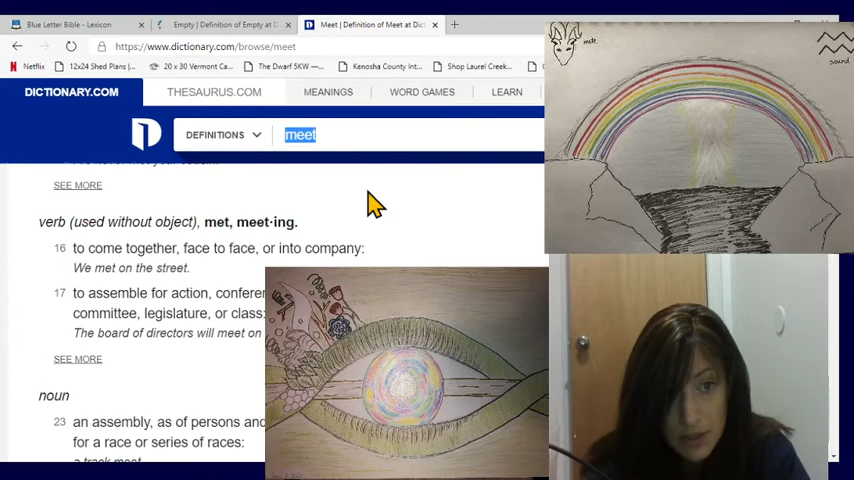 Blue Letter Bible - Lexicon
Empty | Definition of Empty at D
Meet | Definition of Meet at Dict
https://www.dictionary.com/browse/meet
Netflix
12x24 Shed Plans |...
20 x 30 Vermont Ca...
The Dwarf 5KW —...
Kenosha County Int...
Shop Laurel Creek...
DICTIONARY.COM
THESAURUS.COM
MEANINGS
WORD GAMES
LEARN
DEFINITIONS
meet
SEE MORE
verb (used without object), met, meet·ing.
16 to come together, face to face, or into company:
We met on the street.
17 to assemble for action, conferen
committee, legislature, or class:
The board of directors will meet on
SEE MORE
noun
23 an assembly, as of persons and
for a race or series of races:
a track meet.
sound